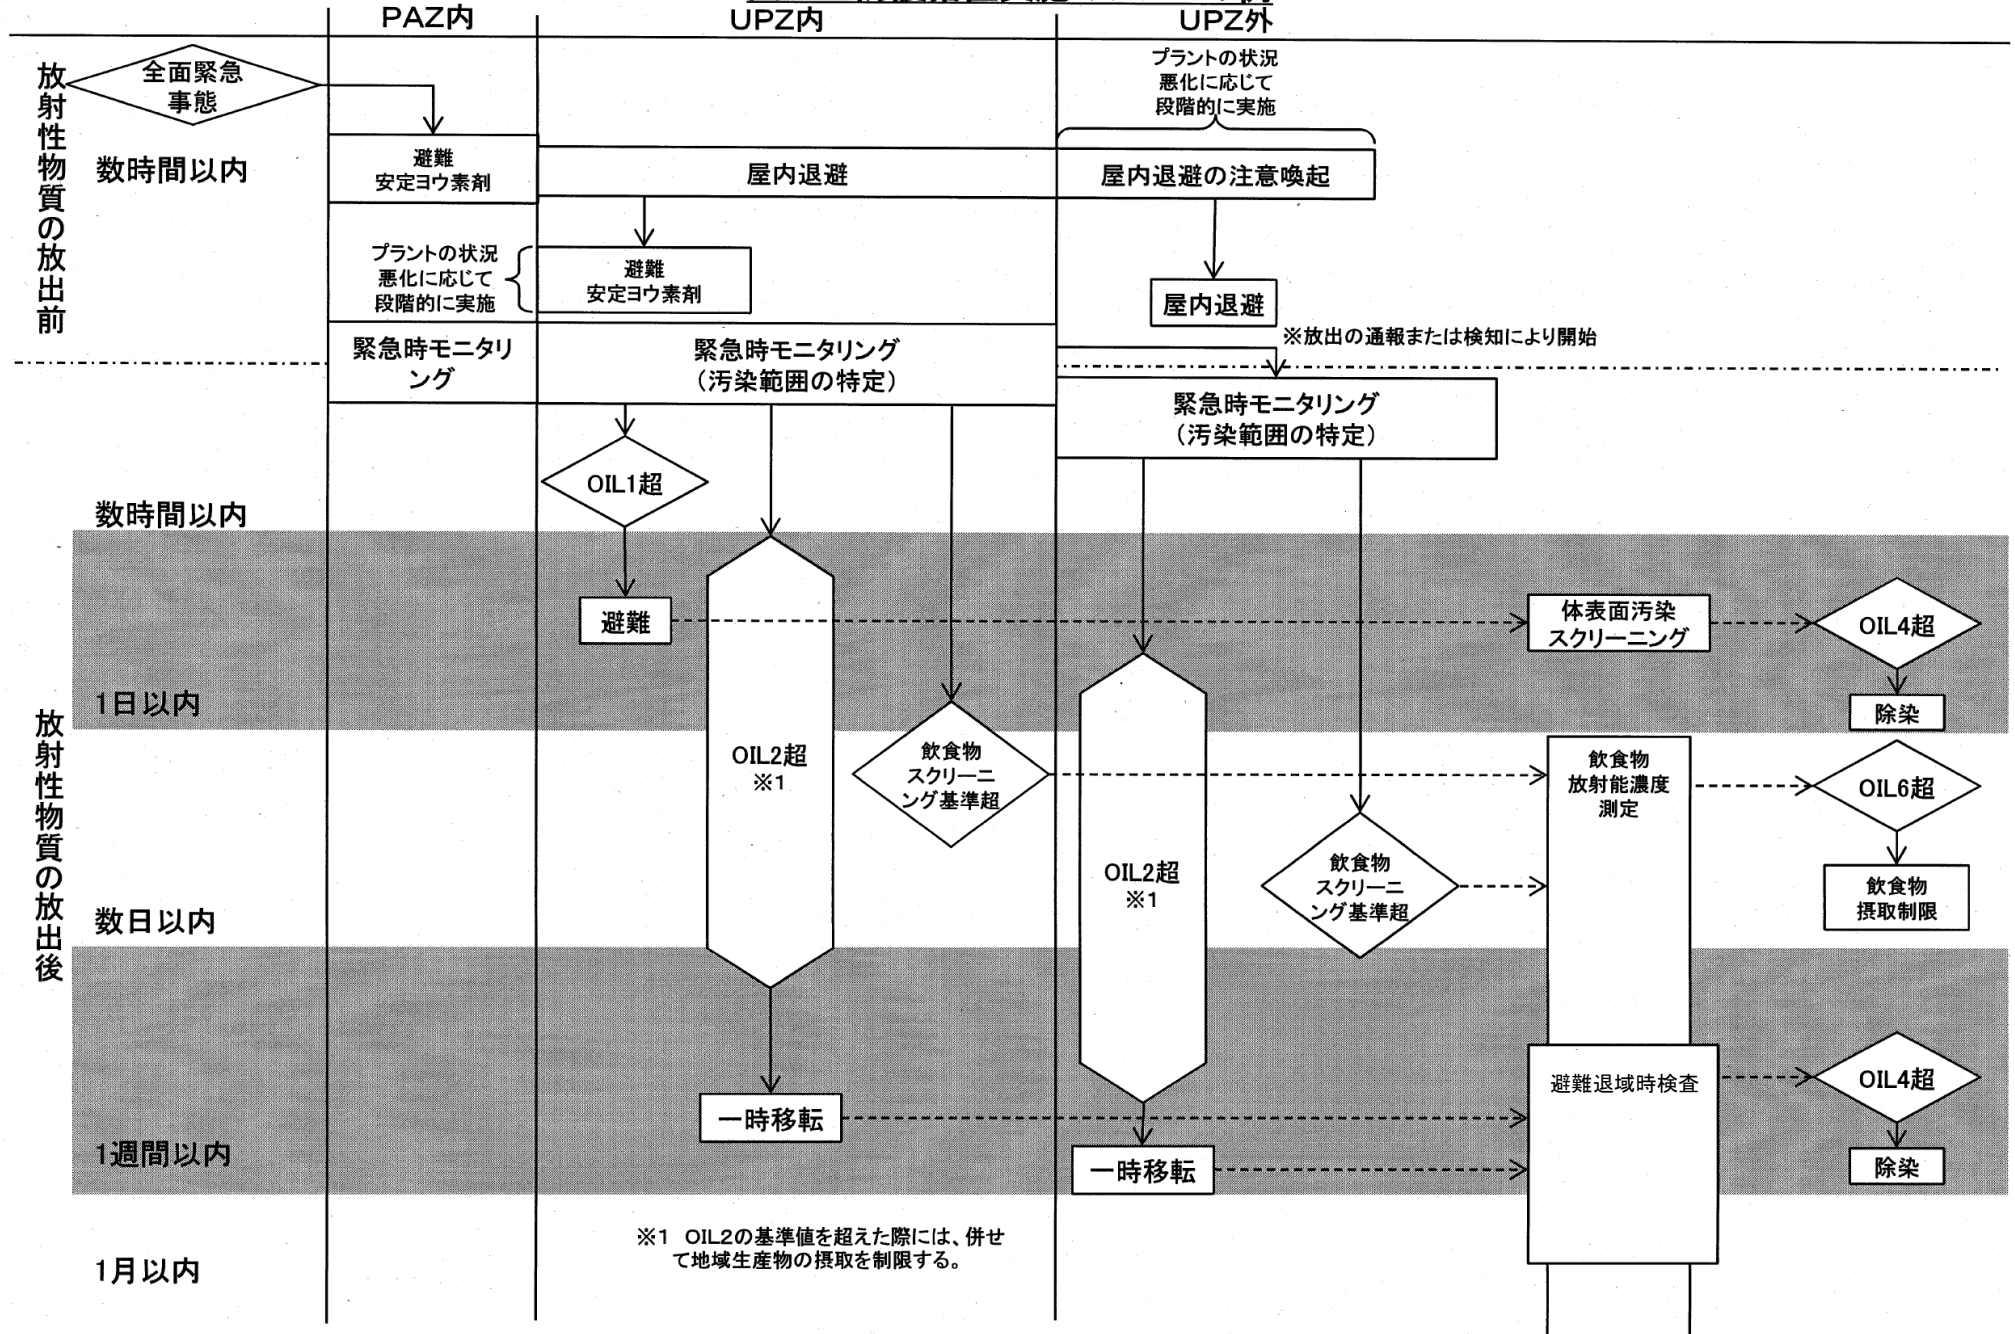 PAZ内
UPZ内
UPZ外
放射性物質の放出前
全面緊急
事態
数時間以内
避難
安定ヨウ素剤
屋内退避
プラントの状況
悪化に応じて
段階的に実施
屋内退避の注意喚起
プラントの状況
悪化に応じて
段階的に実施
避難
安定ヨウ素剤
屋内退避
※放出の通報または検知により開始
緊急時モニタリ
ング
緊急時モニタリング
（汚染範囲の特定）
緊急時モニタリング
（汚染範囲の特定）
放射性物質の放出後
数時間以内
OIL1超
避難
体表面汚染
スクリーニング
OIL4超
除染
1日以内
OIL2超
※1
飲食物
スクリーニ
ング基準超
OIL2超
※1
飲食物
スクリーニ
ング基準超
飲食物
放射能濃度
測定
OIL6超
飲食物
摂取制限
数日以内
避難退域時検査
OIL4超
除染
一時移転
一時移転
1週間以内
※1　OIL2の基準値を超えた際には、併せ
て地域生産物の摂取を制限する。
1月以内